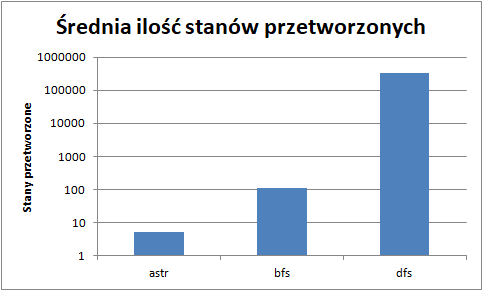 Średnia ilość stanów przetworzonych
Stany przetworzone
1000000
100000
10000
1000
100
10
1
astr
bfs
dfs